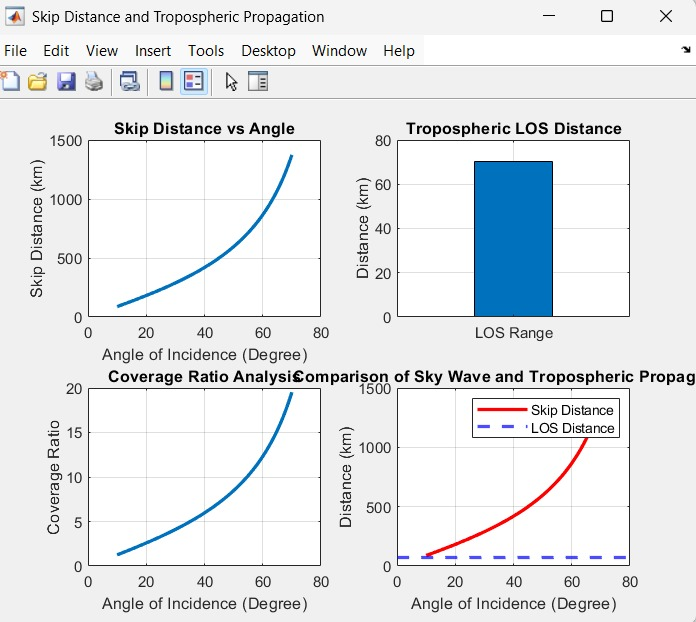 Skip Distance and Tropospheric Propagation
File Edit View Insert Tools Desktop Window Help
Skip Distance vs Angle
1500
1000
500
0
0 20 40 60 80
Skip Distance (km)
Angle of Incidence (Degree)
Tropospheric LOS Distance
80
60
40
20
0
Distance (km)
LOS Range
Coverage Ratio Analysis
20
15
10
5
0
0 20 40 60 80
Coverage Ratio
Angle of Incidence (Degree)
Comparison of Sky Wave and Tropospheric Propag
1500
1000
500
0
0 20 40 60 80
Distance (km)
Skip Distance
LOS Distance
Angle of Incidence (Degree)